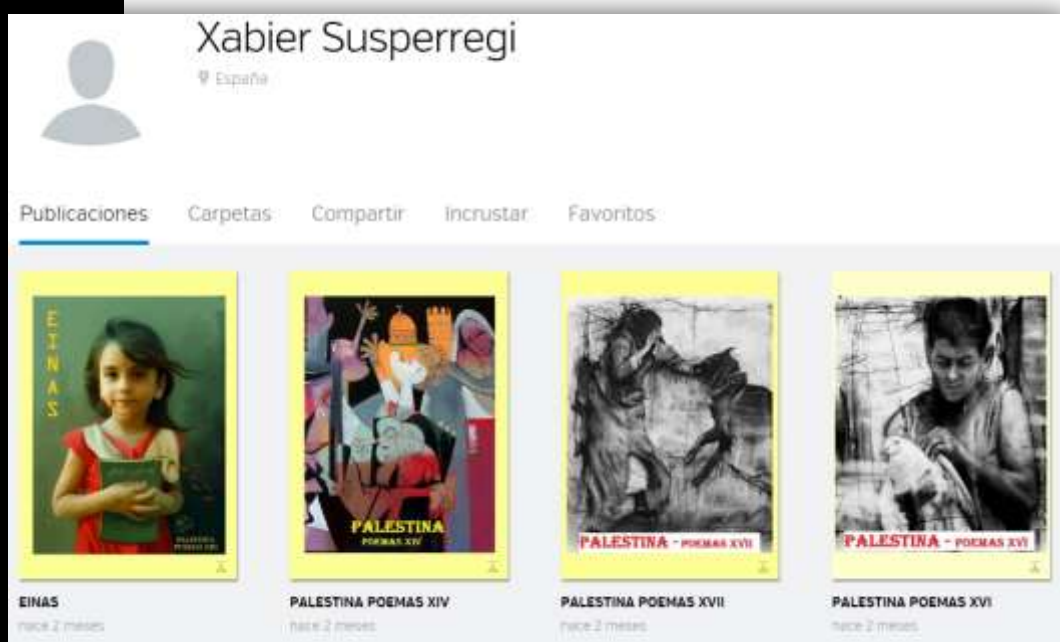 Xabier Susperregi
España
Publicaciones Carpetas Compartir Incrustar Favoritos
EINAS
PALESTINA
POEMAS XIV
PALESTINA - POEMAS XVII
PALESTINA - POEMAS XVI
EINAS
hace 2 meses
PALESTINA POEMAS XIV
hace 2 meses
PALESTINA POEMAS XVII
hace 2 meses
PALESTINA POEMAS XVI
hace 2 meses